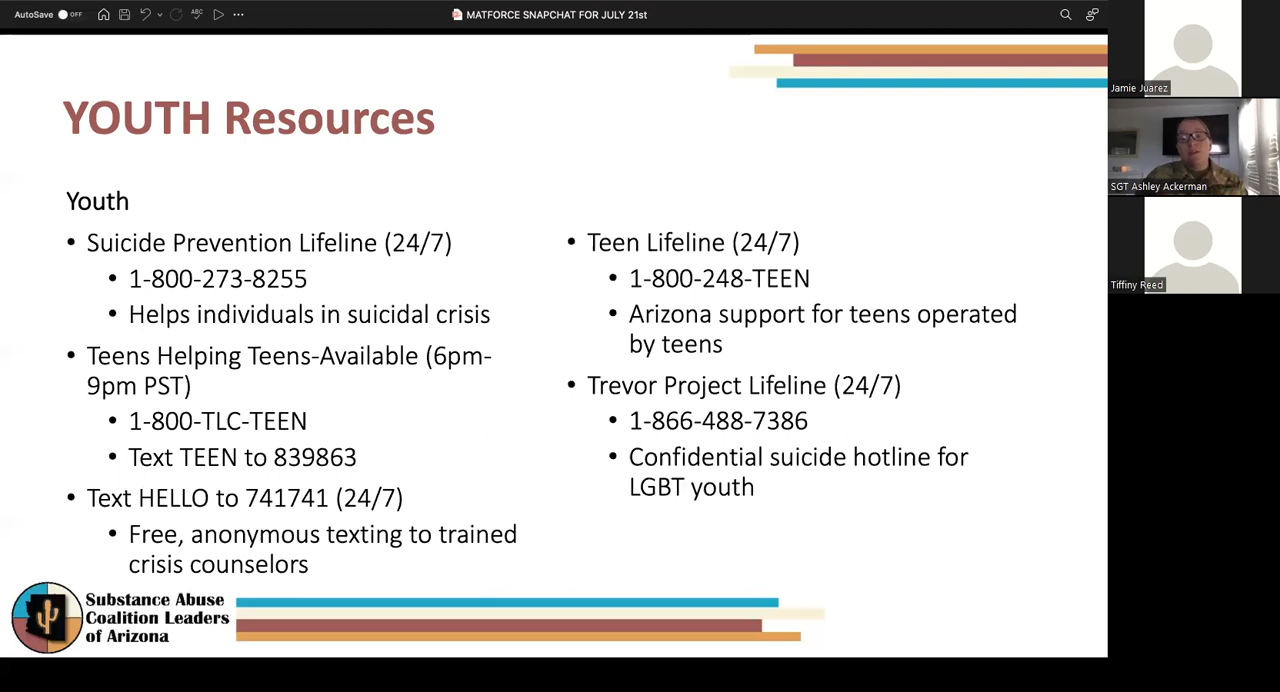 AutoSave OFF
MATFORCE SNAPCHAT FOR JULY 21st
YOUTH Resources
Youth
• Suicide Prevention Lifeline (24/7)
• 1-800-273-8255
• Helps individuals in suicidal crisis
• Teens Helping Teens-Available (6pm-
9pm PST)
• 1-800-TLC-TEEN
• Text TEEN to 839863
• Text HELLO to 741741 (24/7)
• Free, anonymous texting to trained
crisis counselors
• Teen Lifeline (24/7)
• 1-800-248-TEEN
• Arizona support for teens operated
by teens
• Trevor Project Lifeline (24/7)
• 1-866-488-7386
• Confidential suicide hotline for
LGBT youth
Substance Abuse
Coalition Leaders
of Arizona
Jamie Juarez
SGT Ashley Ackerman
Tiffiny Reed